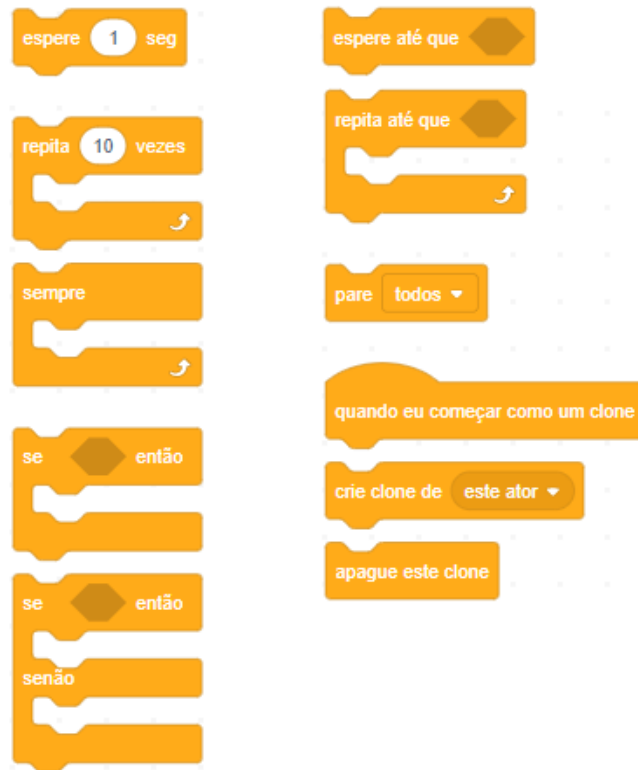 espere 1 seg
repita 10 vezes
sempre
se então
se então
senão
espere até que
repita até que
pare todos
quando eu começar como um clone
crie clone de este ator
apague este clone